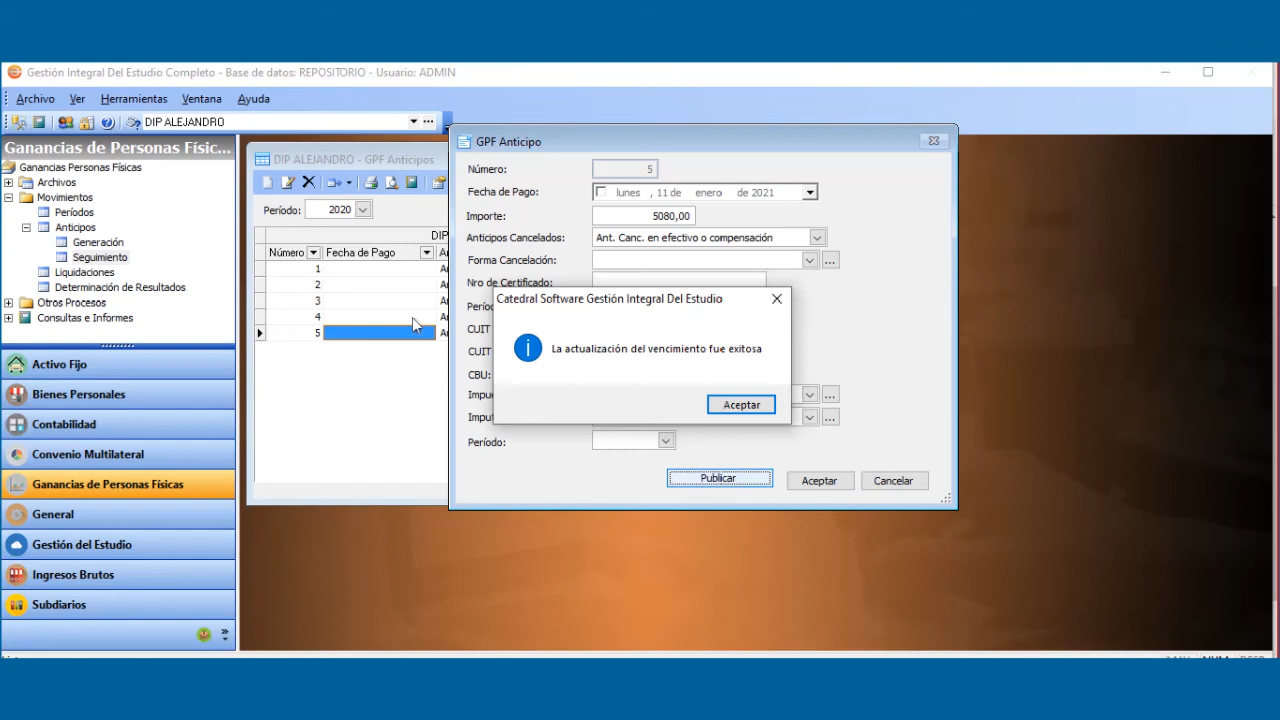 Gestión Integral Del Estudio Completo - Base de datos: REPOSITORIO - Usuario: ADMIN
Archivo Ver Herramientas Ventana Ayuda
DIP ALEJANDRO
Ganancias de Personas Físic...
Ganancias Personas Físicas
Archivos
Movimientos
Períodos
Anticipos
Generación
Seguimiento
Liquidaciones
Determinación de Resultados
Otros Procesos
Consultas e Informes
Activo Fijo
Bienes Personales
Contabilidad
Convenio Multilateral
Ganancias de Personas Físicas
General
Gestión del Estudio
Ingresos Brutos
Subdiarios
DIP ALEJANDRO - GPF Anticipos
Período: 2020
DIP
Número Fecha de Pago
1
2
3
4
5
GPF Anticipo
Número: 5
Fecha de Pago: lunes , 11 de enero de 2021
Importe: 5080,00
Anticipos Cancelados: Ant. Canc. en efectivo o compensación
Forma Cancelación:
Nro de Certificado:
CUIT
CUIT
CBU:
Período:
Publicar Aceptar Cancelar
Catedral Software Gestión Integral Del Estudio
La actualización del vencimiento fue exitosa
Aceptar